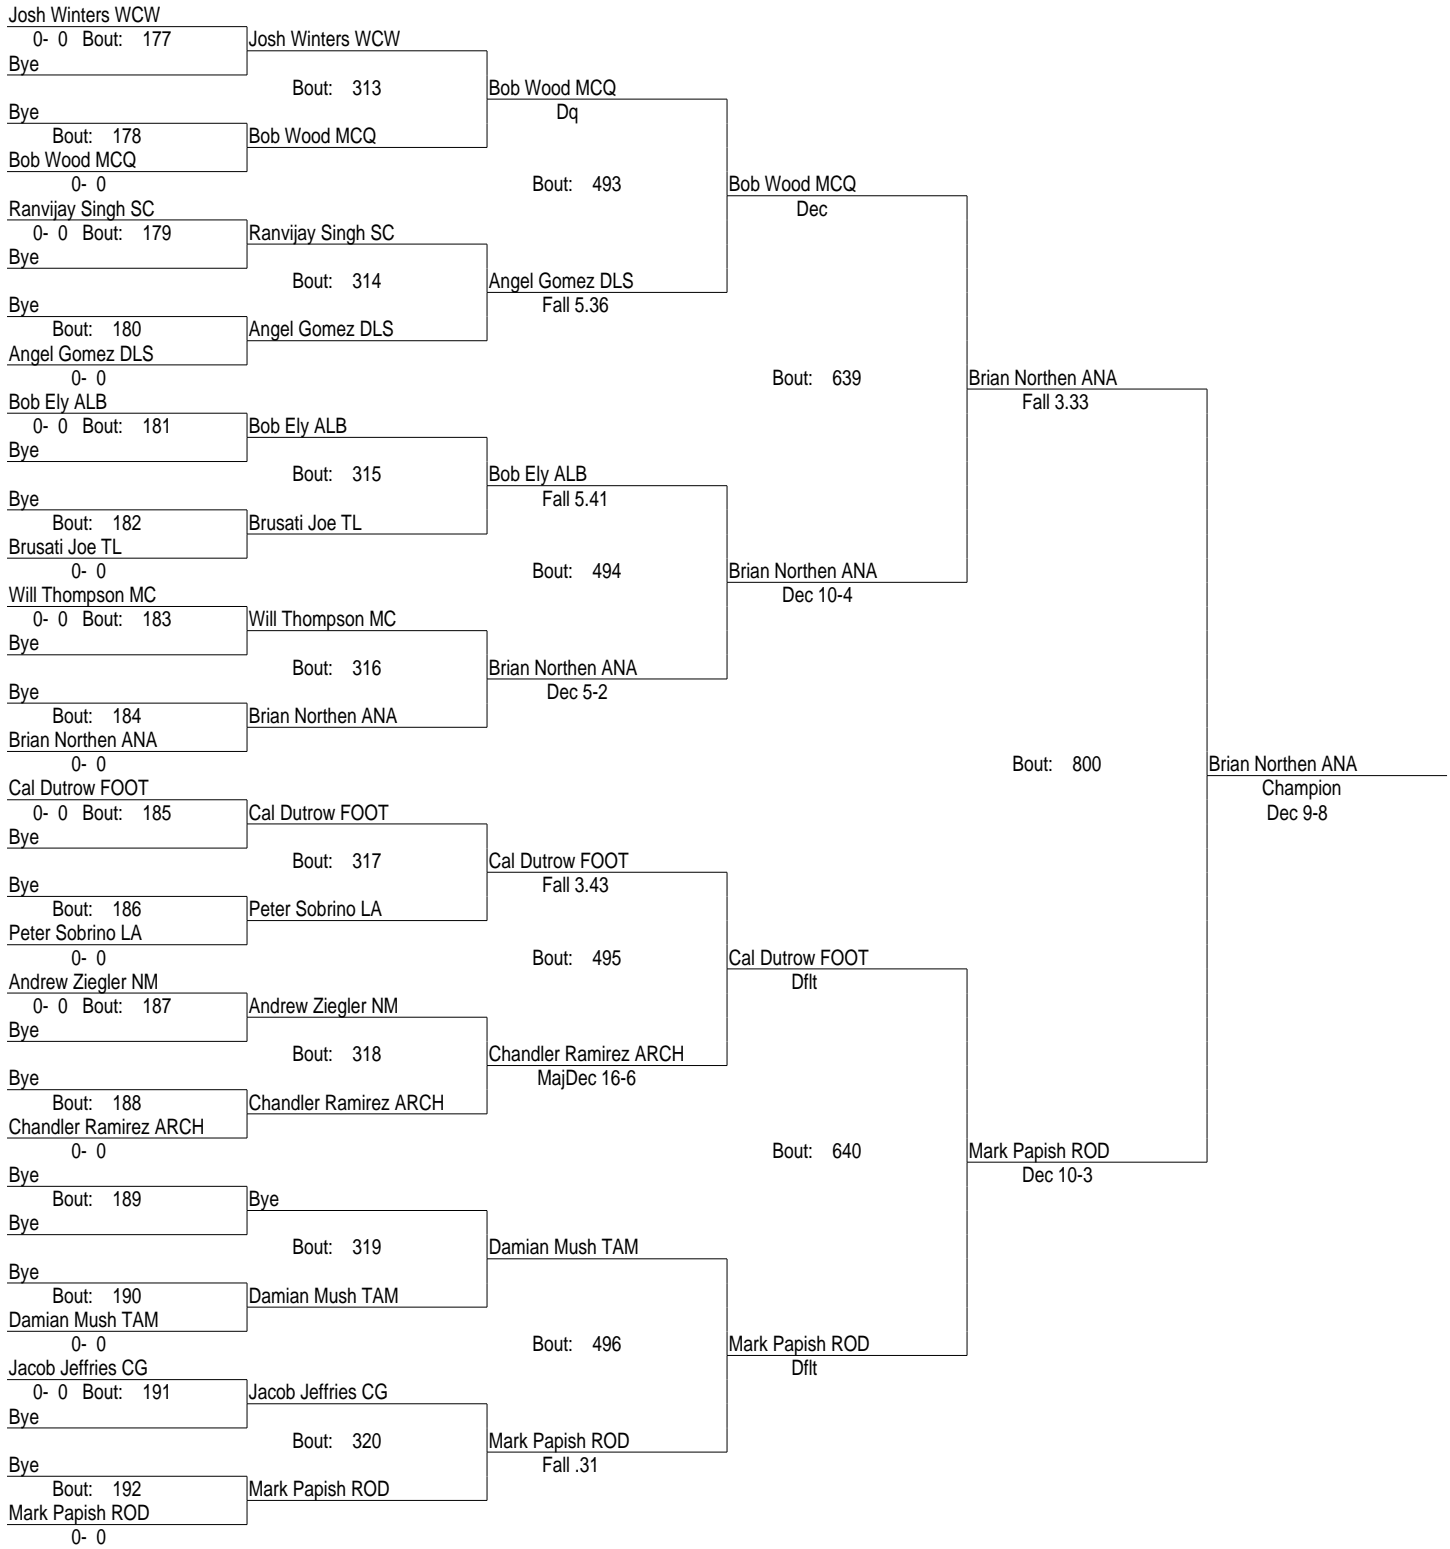 Josh Winters WCW
0- 0 Bout: 177
Josh Winters WCW
Bye
Bout: 313
Bob Wood MCQ
Bye
Dq
Bout: 178
Bob Wood MCQ
Bob Wood MCQ
0- 0
Bout: 493
Bob Wood MCQ
Ranvijay Singh SC
Dec
0- 0 Bout: 179
Ranvijay Singh SC
Bye
Bout: 314
Angel Gomez DLS
Bye
Fall 5.36
Bout: 180
Angel Gomez DLS
Angel Gomez DLS
0- 0
Bout: 639
Brian Northen ANA
Bob Ely ALB
Fall 3.33
0- 0 Bout: 181
Bob Ely ALB
Bye
Bout: 315
Bob Ely ALB
Bye
Fall 5.41
Bout: 182
Brusati Joe TL
Brusati Joe TL
0- 0
Bout: 494
Brian Northen ANA
Will Thompson MC
Dec 10-4
0- 0 Bout: 183
Will Thompson MC
Bye
Bout: 316
Brian Northen ANA
Bye
Dec 5-2
Bout: 184
Brian Northen ANA
Brian Northen ANA
0- 0
Bout: 800
Brian Northen ANA
Cal Dutrow FOOT
Champion
0- 0 Bout: 185
Cal Dutrow FOOT
Dec 9-8
Bye
Bout: 317
Cal Dutrow FOOT
Bye
Fall 3.43
Bout: 186
Peter Sobrino LA
Peter Sobrino LA
0- 0
Bout: 495
Cal Dutrow FOOT
Andrew Ziegler NM
Dflt
0- 0 Bout: 187
Andrew Ziegler NM
Bye
Bout: 318
Chandler Ramirez ARCH
Bye
MajDec 16-6
Bout: 188
Chandler Ramirez ARCH
Chandler Ramirez ARCH
0- 0
Bout: 640
Mark Papish ROD
Bye
Dec 10-3
Bout: 189
Bye
Bye
Bout: 319
Damian Mush TAM
Bye
Bout: 190
Damian Mush TAM
Damian Mush TAM
0- 0
Bout: 496
Mark Papish ROD
Jacob Jeffries CG
Dflt
0- 0 Bout: 191
Jacob Jeffries CG
Bye
Bout: 320
Mark Papish ROD
Bye
Fall .31
Bout: 192
Mark Papish ROD
Mark Papish ROD
0- 0